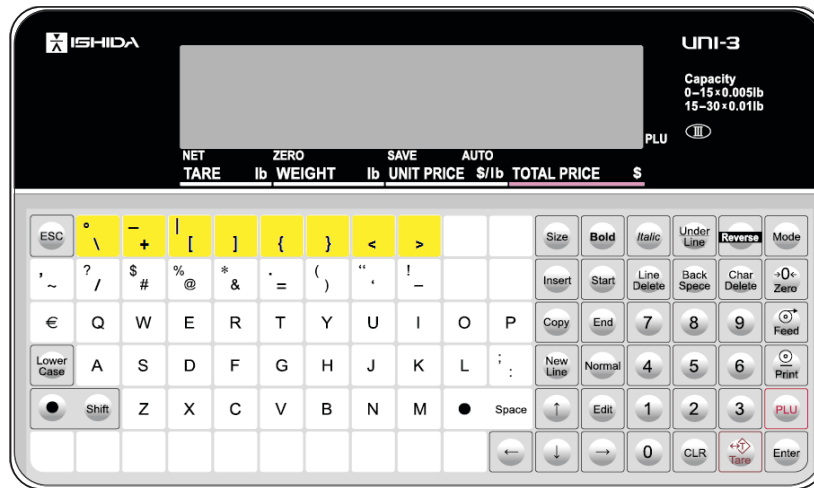 ISHIDA
UNI-3
Capacity
0–15×0.005lb
15–30×0.01lb
III
PLU
NET ZERO SAVE AUTO
TARE lb WEIGHT lb UNIT PRICE $/lb TOTAL PRICE $
ESC ° \ – + | [ ] { } < > Size Bold Italic Under Line Reverse Mode
, ~ ? / $ # % @ * & . = ( ) “ ‘ ! – Insert Start Line Delete Back Spece Char Delete →0← Zero
€ Q W E R T Y U I O P Copy End 7 8 9 Feed
Lower Case A S D F G H J K L ; : New Line Normal 4 5 6 Print
● Shift Z X C V B N M ● Space ↑ Edit 1 2 3 PLU
← ↓ → 0 CLR ↔T Tare Enter